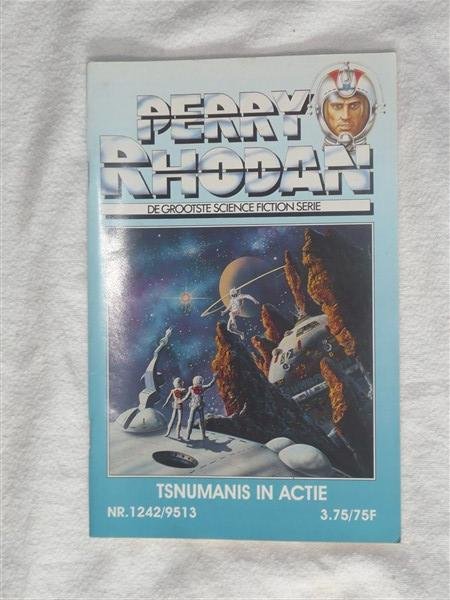 PERRY
RHODAN
DE GROOTSTE SCIENCE FICTION SERIE
TSNUMANIS IN ACTIE
NR.1242/9513 3.75/75F